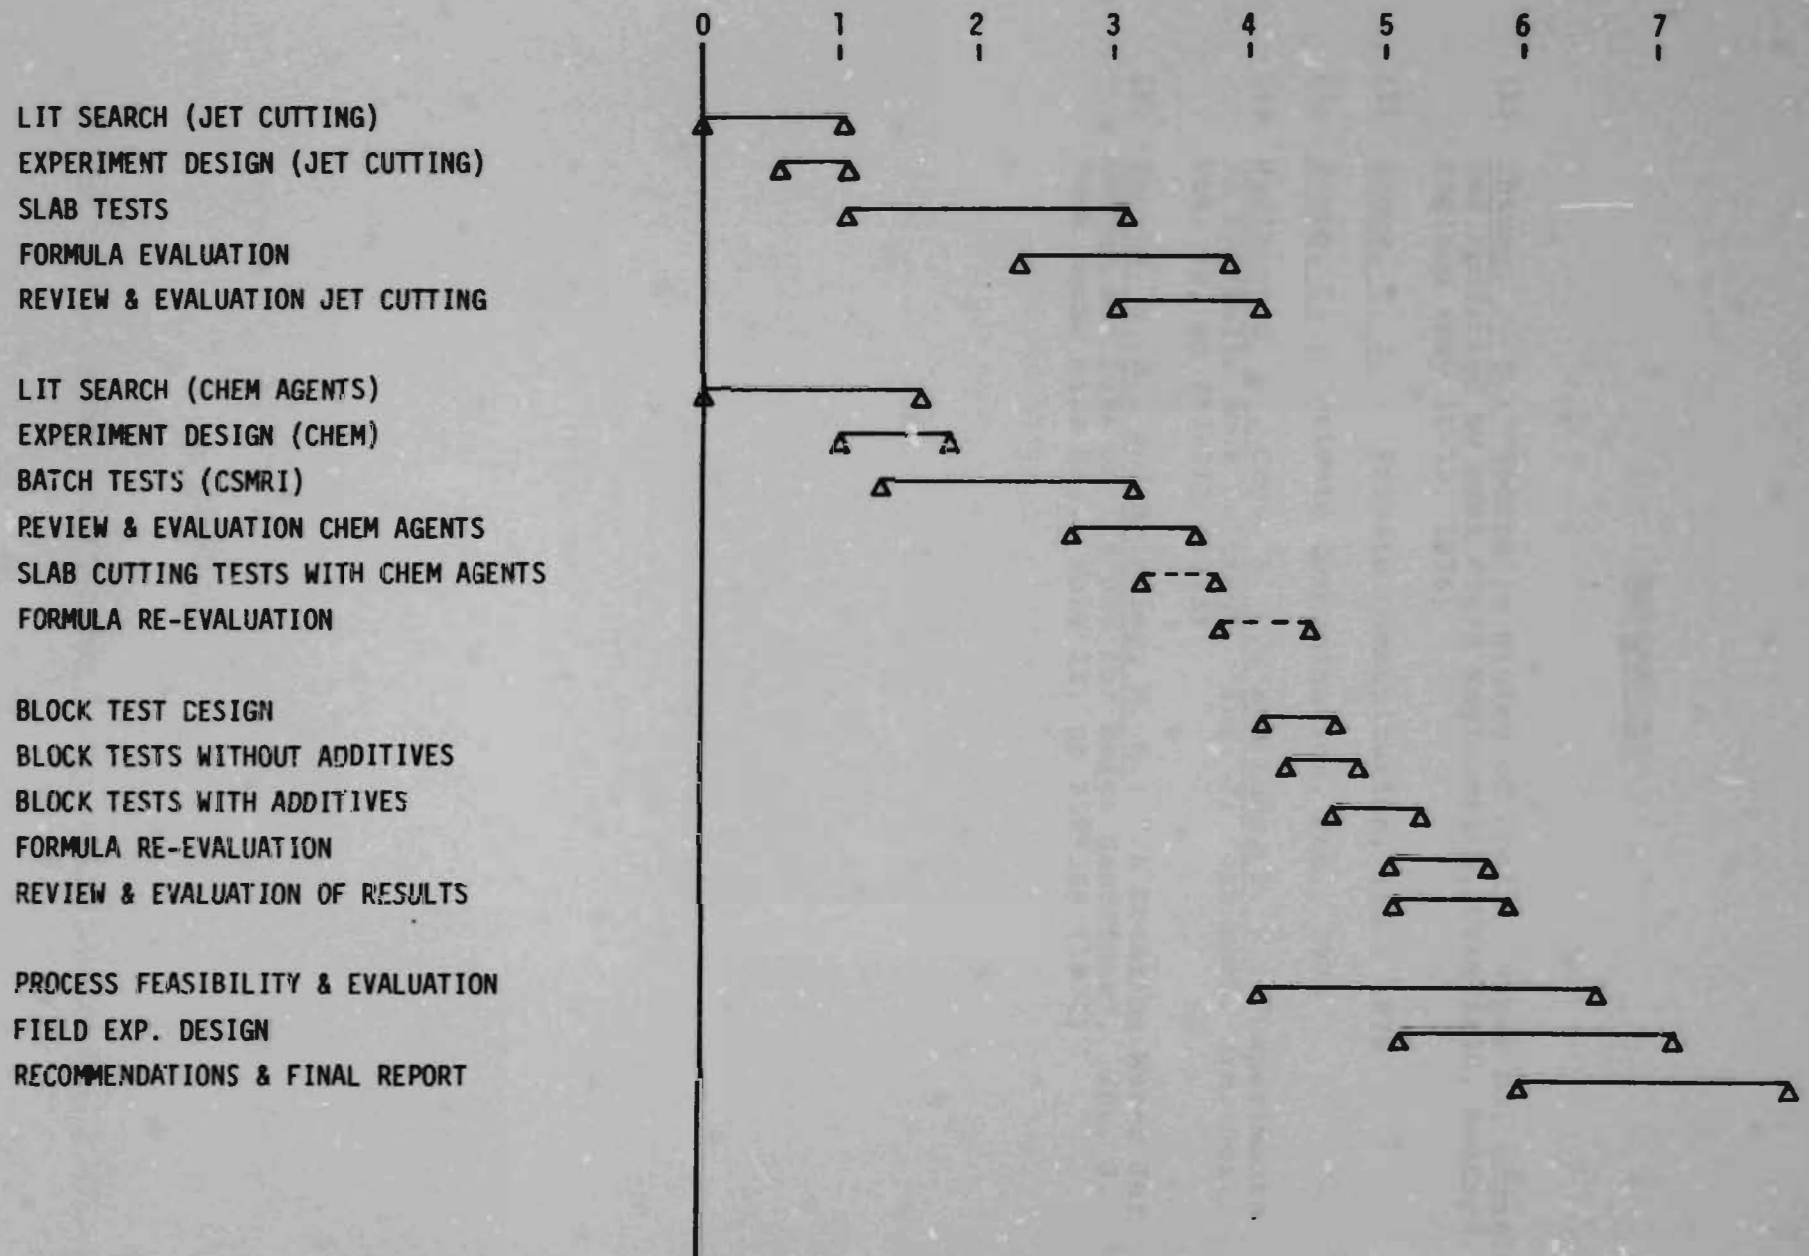 0 1 2 3 4 5 6 7
LIT SEARCH (JET CUTTING)
EXPERIMENT DESIGN (JET CUTTING)
SLAB TESTS
FORMULA EVALUATION
REVIEW & EVALUATION JET CUTTING
LIT SEARCH (CHEM AGENTS)
EXPERIMENT DESIGN (CHEM)
BATCH TESTS (CSMRI)
REVIEW & EVALUATION CHEM AGENTS
SLAB CUTTING TESTS WITH CHEM AGENTS
FORMULA RE-EVALUATION
BLOCK TEST DESIGN
BLOCK TESTS WITHOUT ADDITIVES
BLOCK TESTS WITH ADDITIVES
FORMULA RE-EVALUATION
REVIEW & EVALUATION OF RESULTS
PROCESS FEASIBILITY & EVALUATION
FIELD EXP. DESIGN
RECOMMENDATIONS & FINAL REPORT